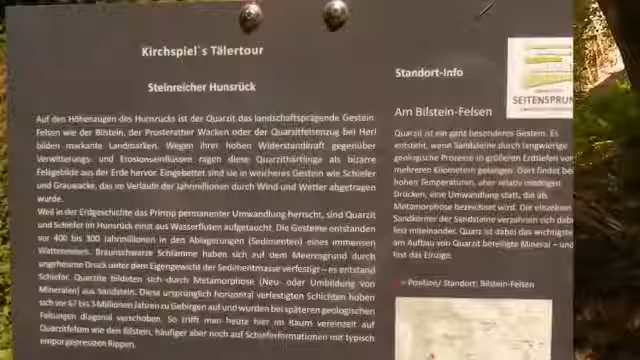 Kirchspiel`s Tälertour
Steinreicher Hunsrück
Auf den Höhenzügen des Hunsrücks ist der Quarzit das landschaftsprägende Gestein.
Felsen wie der Bilstein, der Prosterather Wacken oder der Quarzitfelsenzug bei Herl
bilden markante Landmarken. Wegen ihrer hohen Widerstandkraft gegenüber
Verwitterungs- und Erosionseinflüssen ragen diese Quarzithärtlinge als bizarre
Felsgebilde aus der Erde hervor. Eingebettet sind sie in weicheres Gestein wie Schiefer
und Grauwacke, das im Verlauf der Jahrmillionen durch Wind und Wetter abgetragen
wurde.
Weil in der Erdgeschichte das Prinzip permanenter Umwandlung herrscht, sind Quarzit
und Schiefer im Hunsrück einst aus Wasserfluten aufgetaucht. Die Gesteine entstanden
vor 400 bis 300 Jahrmillionen in den Ablagerungen (Sedimenten) eines immensen
Wattenmeeres. Braunschwarze Schlämme haben sich auf dem Meeresgrund durch
ungeheuren Druck unter dem Eigengewicht der Sedimentmasse verfestigt – es entstand
Schiefer. Quarzite bildeten sich durch Metamorphose (Neu- oder Umbildung von
Mineralien) aus Sandstein. Diese ursprünglich horizontal verfestigten Schichten hoben
sich vor 67 bis 3 Millionen Jahren zu Gebirgen auf und wurden bei späteren geologischen
Faltungen diagonal verschoben. So trifft man heute hier im Raum vereinzelt auf
Quarzitfelsen wie den Bilstein, häufiger aber noch auf Schieferformationen mit typisch
emporgepressten Rippen.
Standort-Info
SEITENSPRUN
Am Bilstein-Felsen
Quarzit ist ein ganz besonderes Gestein. Es
entsteht, wenn Sandsteine durch langwierige
geologische Prozesse in größeren Erdtiefen von
mehreren Kilometern gelangen. Dort findet bei
hohen Temperaturen, aber relativ niedrigen
Drücken, eine Umwandlung statt, die als
Metamorphose bezeichnet wird. Die einzelnen
Sandkörner der Sandsteine verzahnen sich dabei
fest miteinander. Quarz ist dabei das wichtigste
am Aufbau von Quarzit beteiligte Mineral – und
fast das Einzige.
= Position/ Standort: Bilstein-Felsen